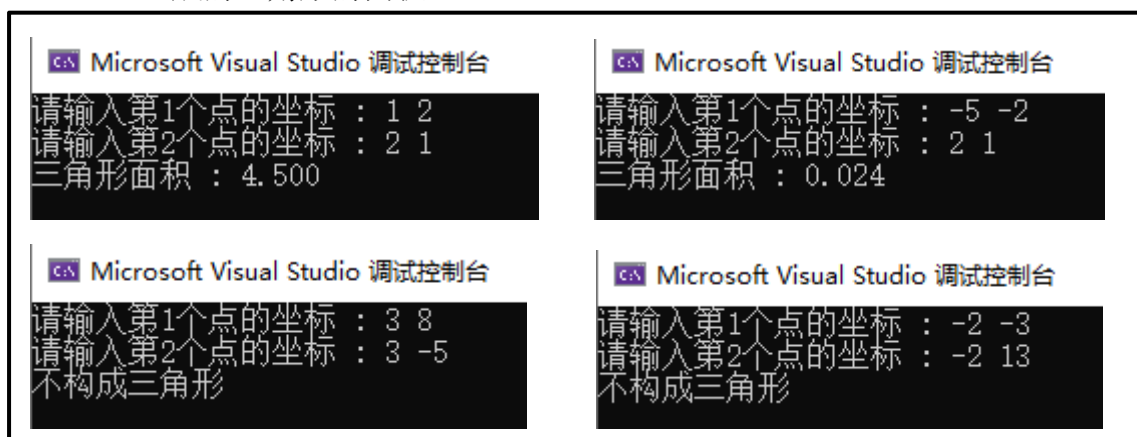 Microsoft Visual Studio 调试控制台
请输入第1个点的坐标 : 1 2
请输入第2个点的坐标 : 2 1
三角形面积 : 4.500
Microsoft Visual Studio 调试控制台
请输入第1个点的坐标 : -5 -2
请输入第2个点的坐标 : 2 1
三角形面积 : 0.024
Microsoft Visual Studio 调试控制台
请输入第1个点的坐标 : 3 8
请输入第2个点的坐标 : 3 -5
不构成三角形
Microsoft Visual Studio 调试控制台
请输入第1个点的坐标 : -2 -3
请输入第2个点的坐标 : -2 13
不构成三角形